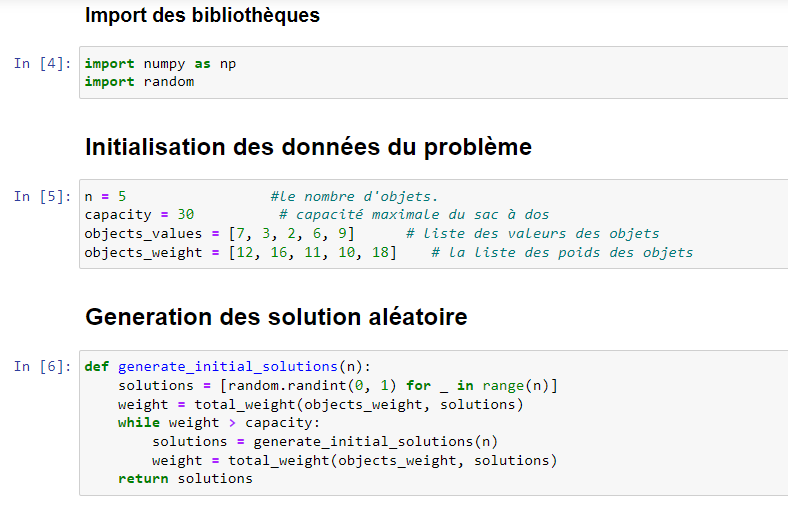 Import des bibliothèques
In [4]: import numpy as np
import random
Initialisation des données du problème
In [5]: n = 5 #le nombre d'objets.
capacity = 30 # capacité maximale du sac à dos
objects_values = [7, 3, 2, 6, 9] # liste des valeurs des objets
objects_weight = [12, 16, 11, 10, 18] # la liste des poids des objets
Generation des solution aléatoire
In [6]: def generate_initial_solutions(n):
solutions = [random.randint(0, 1) for _ in range(n)]
weight = total_weight(objects_weight, solutions)
while weight > capacity:
solutions = generate_initial_solutions(n)
weight = total_weight(objects_weight, solutions)
return solutions